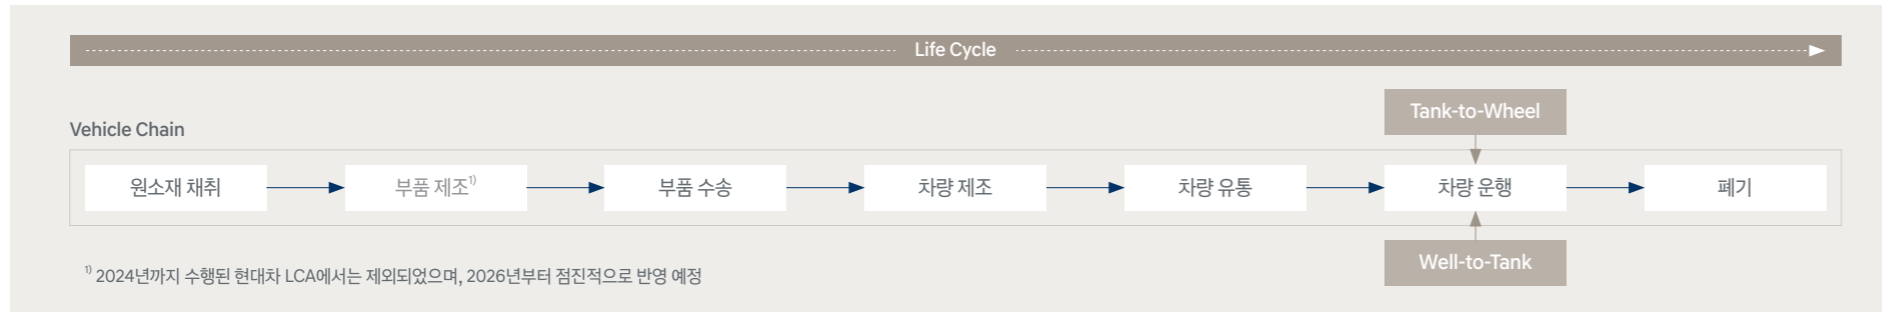 Life Cycle
Vehicle Chain
Tank-to-Wheel
원소재 채취
부품 제조1)
부품 수송
차량 제조
차량 유통
차량 운행
폐기
Well-to-Tank
1) 2024년까지 수행된 현대차 LCA에서는 제외되었으며, 2026년부터 점진적으로 반영 예정